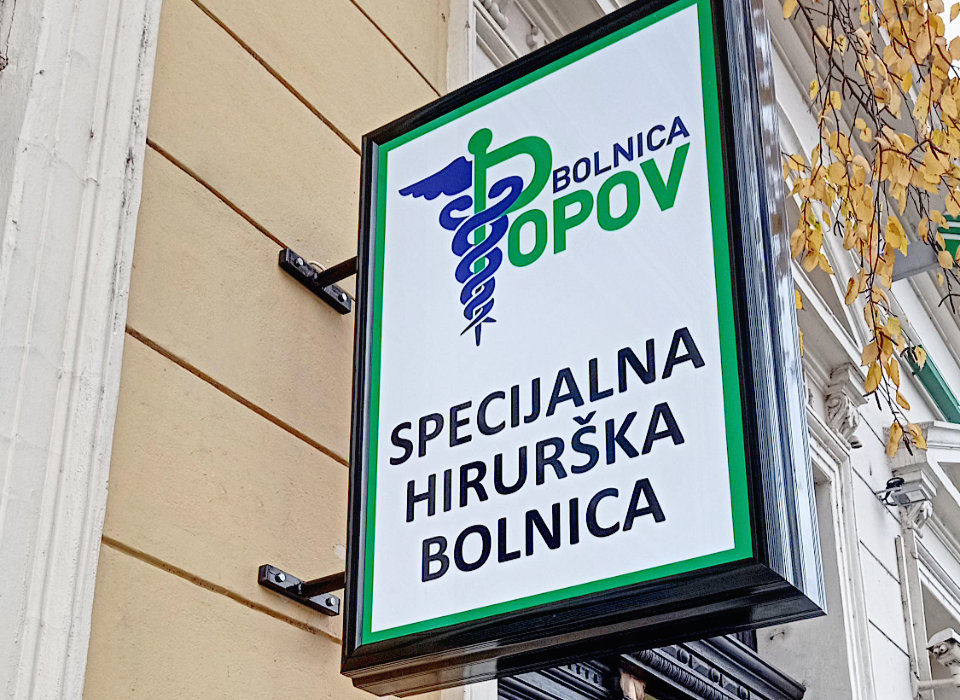 BOLNICA
POPOV
SPECIJALNA
HIRURŠKA
BOLNICA